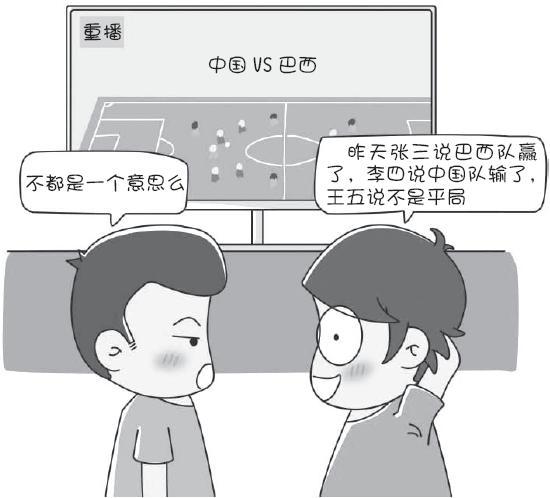 重播
中国 VS 巴西
不都是一个意思么
昨天张三说巴西队赢
了，李四说中国队输了，
王五说不是平局